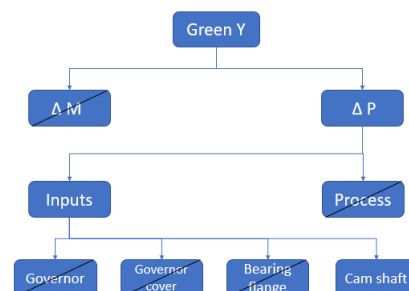 Green Y
Δ M
Δ P
Inputs
Process
Governor
Governor
cover
Bearing
flange
Cam shaft